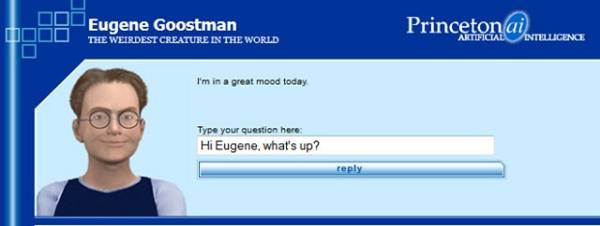 Eugene Goostman
THE WEIRDEST CREATURE IN THE WORLD
Princeton ai
ARTIFICIAL INTELLIGENCE
I'm in a great mood today.
Type your question here:
Hi Eugene, what's up?
reply